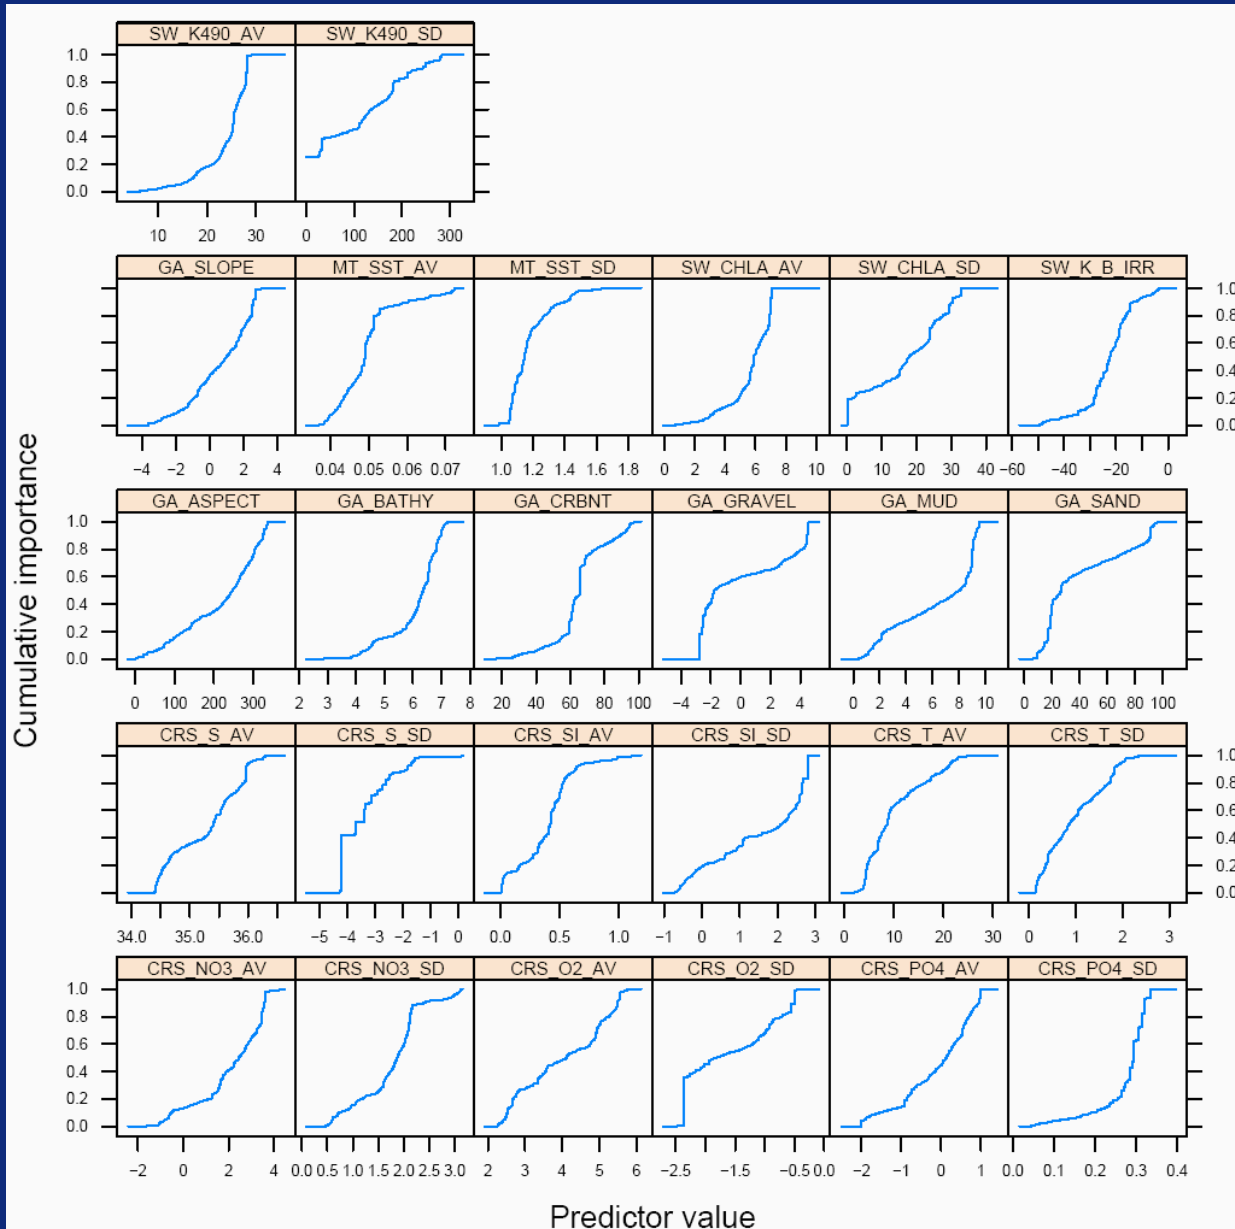 SW_K490_AV SW_K490_SD
1.0
0.8
0.6
0.4
0.2
0.0
10 20 30 0 100 200 300
GA_SLOPE MT_SST_AV MT_SST_SD SW_CHLA_AV SW_CHLA_SD SW_K_B_IRR
1.0
0.8
0.6
0.4
0.2
0.0
−4 −2 0 2 4 0.04 0.05 0.06 0.07 1.0 1.2 1.4 1.6 1.8 0 2 4 6 8 10 0 10 20 30 40 −60 −40 −20 0
GA_ASPECT GA_BATHY GA_CRBNT GA_GRAVEL GA_MUD GA_SAND
1.0
0.8
0.6
0.4
0.2
0.0
0 100 200 300 2 3 4 5 6 7 8 20 40 60 80 100 −4 −2 0 2 4 0 2 4 6 8 10 0 20 40 60 80 100
CRS_S_AV CRS_S_SD CRS_SI_AV CRS_SI_SD CRS_T_AV CRS_T_SD
1.0
0.8
0.6
0.4
0.2
0.0
34.0 35.0 36.0 −5 −4 −3 −2 −1 0 0.0 0.5 1.0 −1 0 1 2 3 0 10 20 30 0 1 2 3
CRS_NO3_AV CRS_NO3_SD CRS_O2_AV CRS_O2_SD CRS_PO4_AV CRS_PO4_SD
1.0
0.8
0.6
0.4
0.2
0.0
−2 0 2 4 0.0 0.5 1.0 1.5 2.0 2.5 3.0 2 3 4 5 6 −2.5 −1.5 −0.5 0.0 −2 −1 0 1 0.0 0.1 0.2 0.3 0.4
Cumulative importance
Predictor value